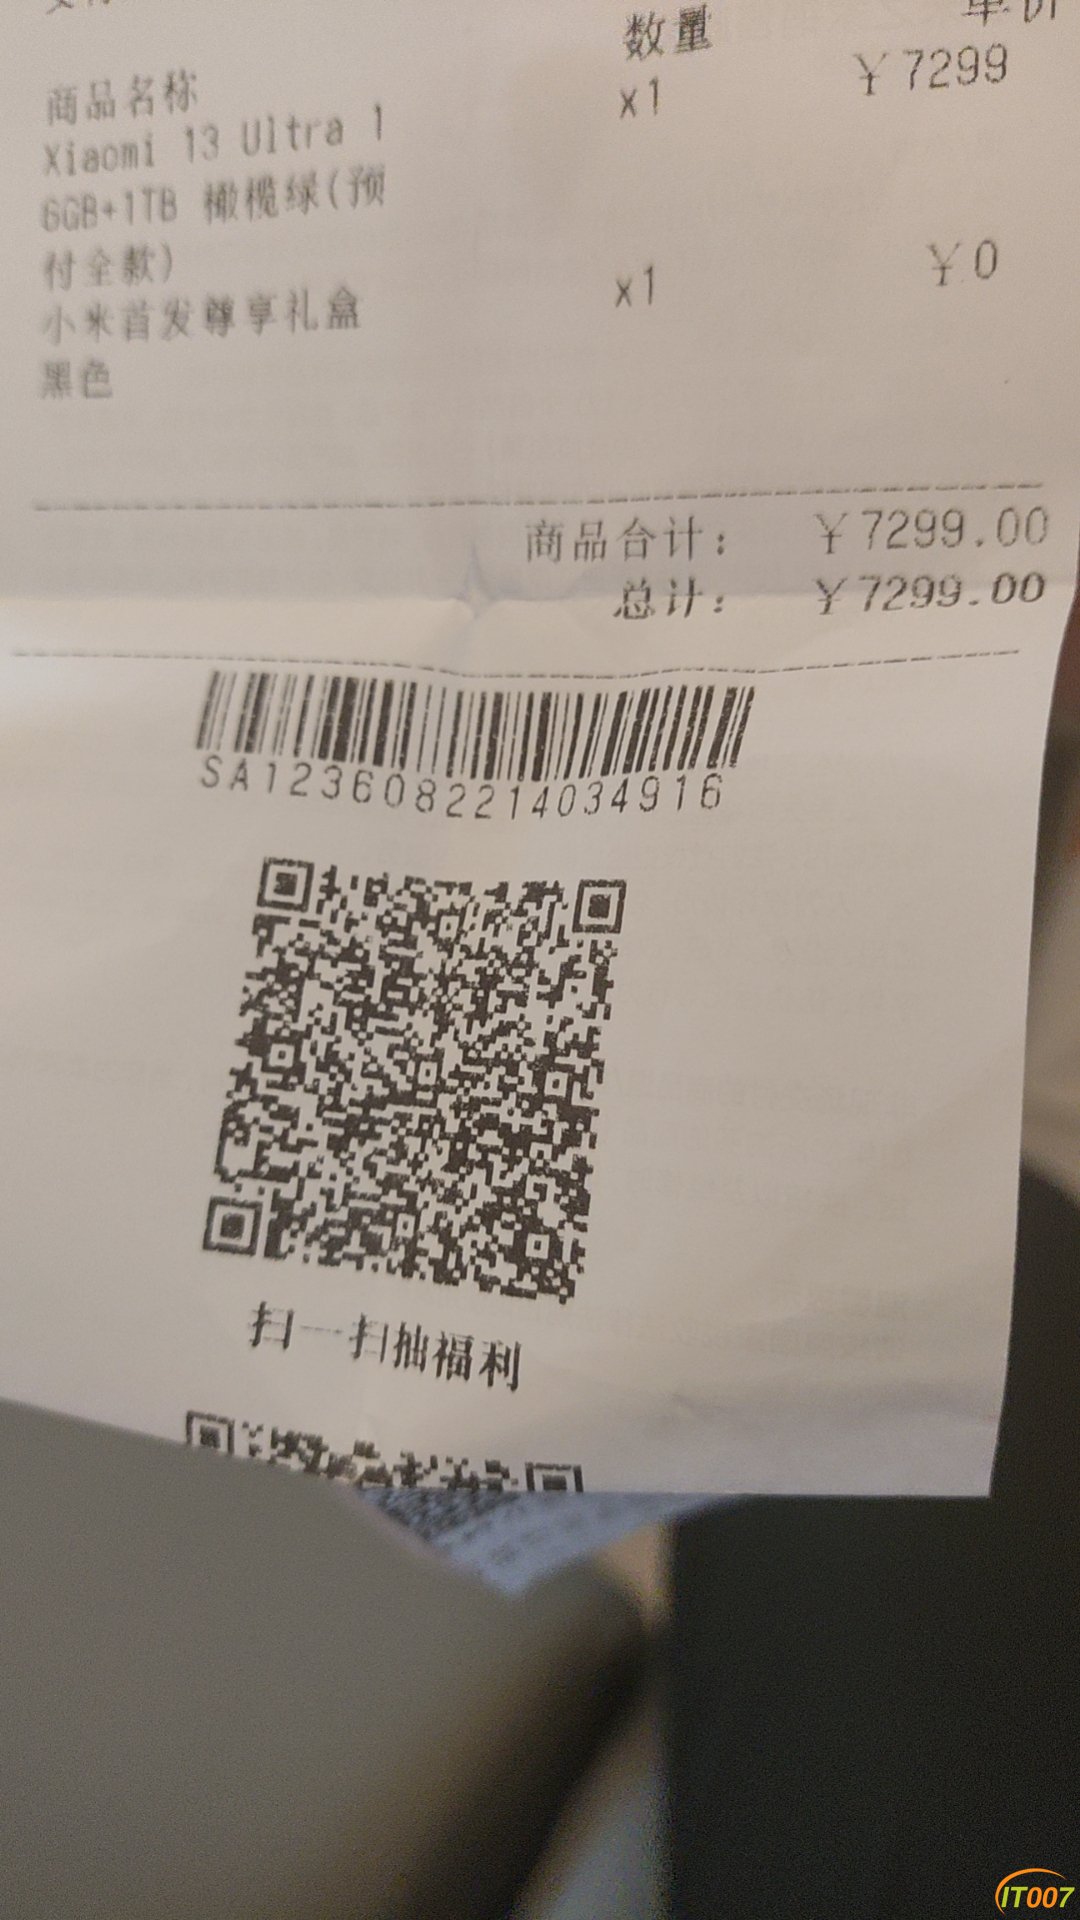 数量
单价
商品名称
x1
￥7299
Xiaomi 13 Ultra 1
6GB+1TB 橄榄绿(预
付全款)
小米首发尊享礼盒
x1
￥0
黑色
商品合计： ￥7299.00
总计： ￥7299.00
SA1236082214034916
扫一扫抽福利
IT007